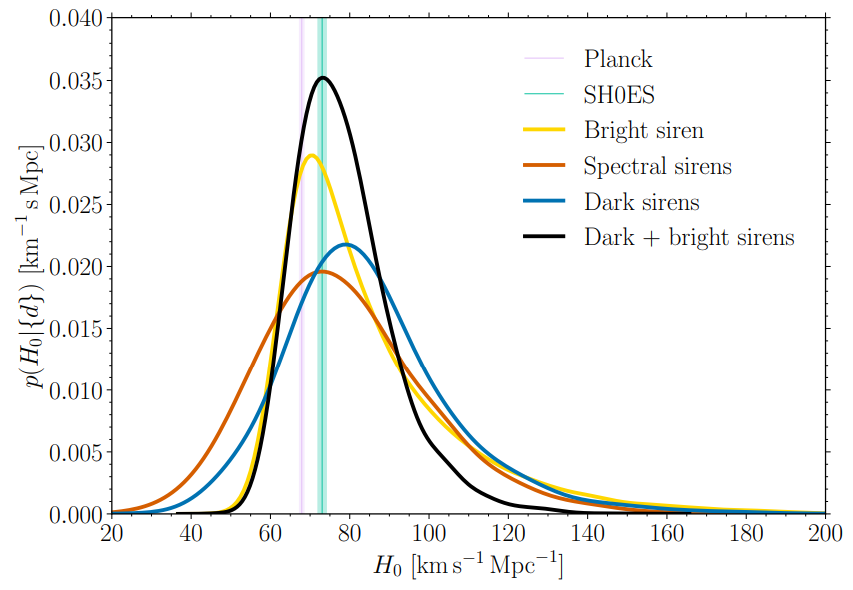 0.040
0.035
0.030
0.025
0.020
0.015
0.010
0.005
0.000
p(H₀|{d}) [km⁻¹ s Mpc]
Planck
SH0ES
Bright siren
Spectral sirens
Dark sirens
Dark + bright sirens
20 40 60 80 100 120 140 160 180 200
H₀ [km s⁻¹ Mpc⁻¹]